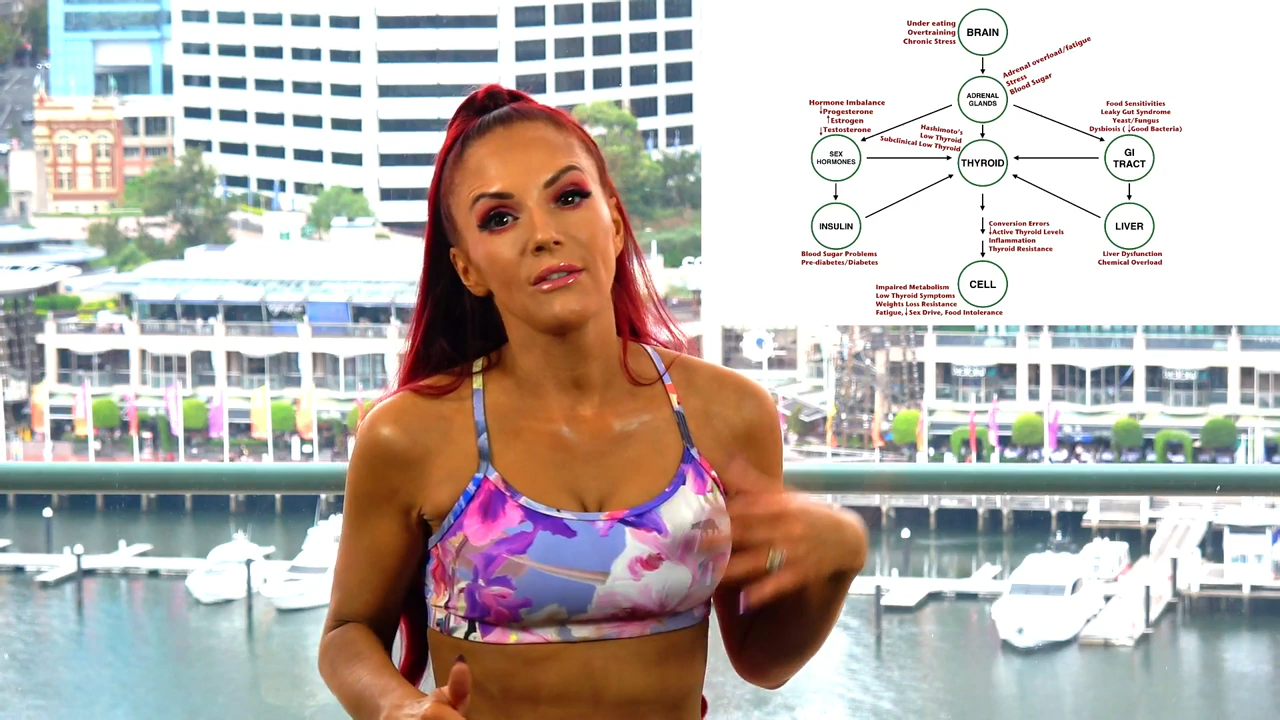 Under eating
Overtraining
Chronic Stress
BRAIN
Adrenal overload/fatigue
Stress
Blood Sugar
ADRENAL
GLANDS
Hormone Imbalance
↓Progesterone
↑Estrogen
↓Testosterone
Hashimoto's
Low Thyroid
Subclinical Low Thyroid
Food Sensitivities
Leaky Gut Syndrome
Yeast/Fungus
Dysbiosis (↓Good Bacteria)
SEX
HORMONES
THYROID
GI
TRACT
INSULIN
Blood Sugar Problems
Pre-diabetes/Diabetes
Conversion Errors
↓Active Thyroid Levels
Inflammation
Thyroid Resistance
LIVER
Liver Dysfunction
Chemical Overload
CELL
Impaired Metabolism
Low Thyroid Symptoms
Weights Loss Resistance
Fatigue,↓Sex Drive, Food Intolerance